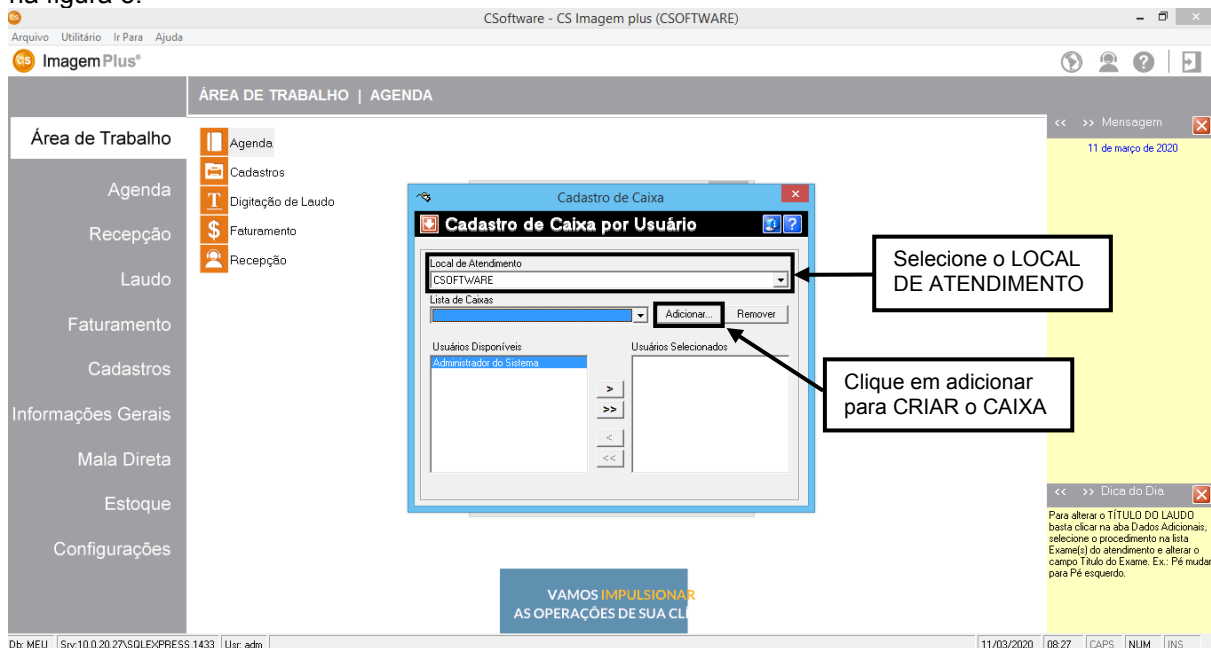 na figura 6.
CSoftware - CS Imagem plus (CSOFTWARE)
Arquivo Utilitário Ir Para Ajuda
CS ImagemPlus®
ÁREA DE TRABALHO | AGENDA
Área de Trabalho
Agenda
Recepção
Laudo
Faturamento
Cadastros
Informações Gerais
Mala Direta
Estoque
Configurações
Agenda
Cadastros
Digitação de Laudo
Faturamento
Recepção
Cadastro de Caixa
Cadastro de Caixa por Usuário
Local de Atendimento
CSOFTWARE
Lista de Caixas
Adicionar... Remover
Usuários Disponíveis Usuários Selecionados
Administrador do Sistema
>
>>
<
<<
Selecione o LOCAL
DE ATENDIMENTO
Clique em adicionar
para CRIAR o CAIXA
VAMOS IMPULSIONAR
AS OPERAÇÕES DE SUA CLÍ
<< >> Mensagem
11 de março de 2020
<< >> Dica do Dia
Para alterar o TÍTULO DO LAUDO
basta clicar na aba Dados Adicionais,
selecione o procedimento na lista
Exame(s) do atendimento e alterar o
campo Título do Exame. Ex.: Pé mudar
para Pé esquerdo.
Db: MEU Srv:10.0.20.27\SQLEXPRESS,1433 Usr: adm 11/03/2020 08:27 CAPS NUM INS